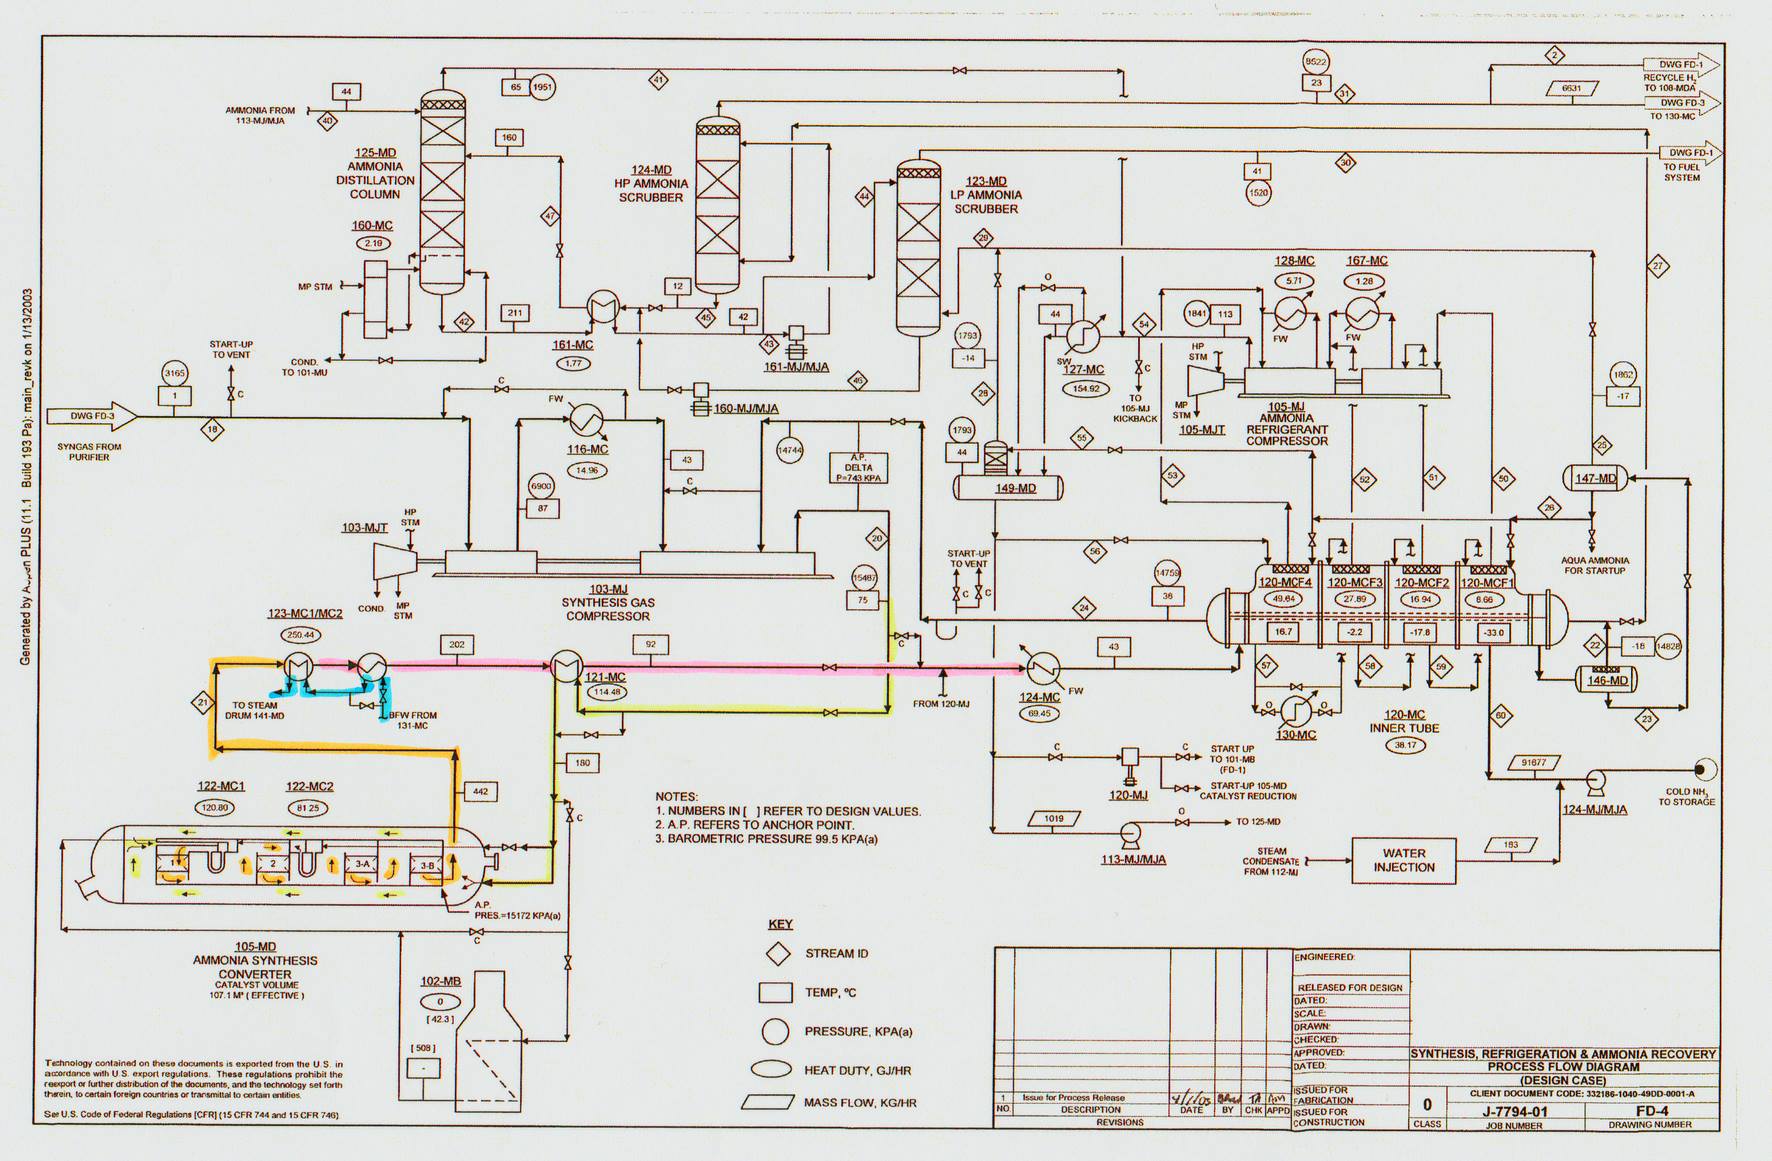 Generated by Aspen PLUS (11.1 Build 193 Pa): main_revik on 1/13/2003
DWG FD-1
RECYCLE H2
TO 108-MDA
DWG FD-3
TO 130-MC
DWG FD-1
TO FUEL
SYSTEM
2
6631
8522
23
31
41
65
1951
44
AMMONIA FROM
113-MJ/MJA
40
160
125-MD
AMMONIA
DISTILLATION
COLUMN
160-MC
2.19
MP STM
COND.
TO 101-MU
42
211
47
161-MC
1.77
124-MD
HP AMMONIA
SCRUBBER
12
45
42
43
161-MJ/MJA
44
123-MD
LP AMMONIA
SCRUBBER
46
160-MJ/MJA
41
1520
30
29
27
1793
-14
28
1793
44
149-MD
O
44
SW
127-MC
154.92
54
C
TO
105-MJ
KICKBACK
1841
113
HP
STM
MP
STM
105-MJT
128-MC
5.71
FW
167-MC
1.28
FW
105-MJ
AMMONIA
REFRIGERANT
COMPRESSOR
1862
-17
25
147-MD
26
AQUA AMMONIA
FOR STARTUP
55
53
52
51
50
56
3165
1
START-UP
TO VENT
C
DWG FD-3
SYNGAS FROM
PURIFIER
18
C
FW
116-MC
14.96
43
C
6900
87
14744
A.P.
DELTA
P=743 KPA
103-MJT
HP
STM
COND.
MP
STM
103-MJ
SYNTHESIS GAS
COMPRESSOR
20
15487
75
C
START-UP
TO VENT
C
C
24
14759
38
120-MCF4
49.64
16.7
120-MCF3
27.89
-2.2
120-MCF2
16.94
-17.8
120-MCF1
8.66
-33.0
22
-18
14828
146-MD
23
57
58
59
60
O
O
130-MC
120-MC
INNER TUBE
38.17
123-MC1/MC2
250.44
202
92
121-MC
114.48
FROM 120-MJ
124-MC
69.45
FW
43
21
TO STEAM
DRUM 141-MD
BFW FROM
131-MC
180
C
442
122-MC1
120.80
122-MC2
81.25
1
2
3-A
3-B
A.P.
PRES.=15172 KPA(a)
C
105-MD
AMMONIA SYNTHESIS
CONVERTER
CATALYST VOLUME
107.1 M³ ( EFFECTIVE )
102-MB
0
[ 42.3 ]
[ 508 ]
-
NOTES:
1. NUMBERS IN [ ] REFER TO DESIGN VALUES.
2. A.P. REFERS TO ANCHOR POINT.
3. BAROMETRIC PRESSURE 99.5 KPA(a)
KEY
STREAM ID
TEMP, ºC
PRESSURE, KPA(a)
HEAT DUTY, GJ/HR
MASS FLOW, KG/HR
C
120-MJ
C
START UP
TO 101-MB
(FD-1)
C
START-UP 105-MD
CATALYST REDUCTION
1019
113-MJ/MJA
O
TO 125-MD
91677
124-MJ/MJA
COLD NH3
TO STORAGE
STEAM
CONDENSATE
FROM 112-MJ
WATER
INJECTION
183
Technology contained on these documents is exported from the U.S. in
accordance with U.S. export regulations. These regulations prohibit the
reexport or further distribution of the documents, and the technology set forth
therein, to certain foreign countries or transmittal to certain entities.
See U.S. Code of Federal Regulations [CFR] (15 CFR 744 and 15 CFR 746)
1 Issue for Process Release 4/1/03 TA
NO. DESCRIPTION DATE BY CHK APPD
REVISIONS
ENGINEERED:
RELEASED FOR DESIGN
DATED:
SCALE:
DRAWN:
CHECKED:
APPROVED:
DATED:
ISSUED FOR
FABRICATION
ISSUED FOR
CONSTRUCTION
SYNTHESIS, REFRIGERATION & AMMONIA RECOVERY
PROCESS FLOW DIAGRAM
(DESIGN CASE)
CLIENT DOCUMENT CODE: 332186-1040-49DD-0001-A
0
CLASS
J-7794-01
JOB NUMBER
FD-4
DRAWING NUMBER